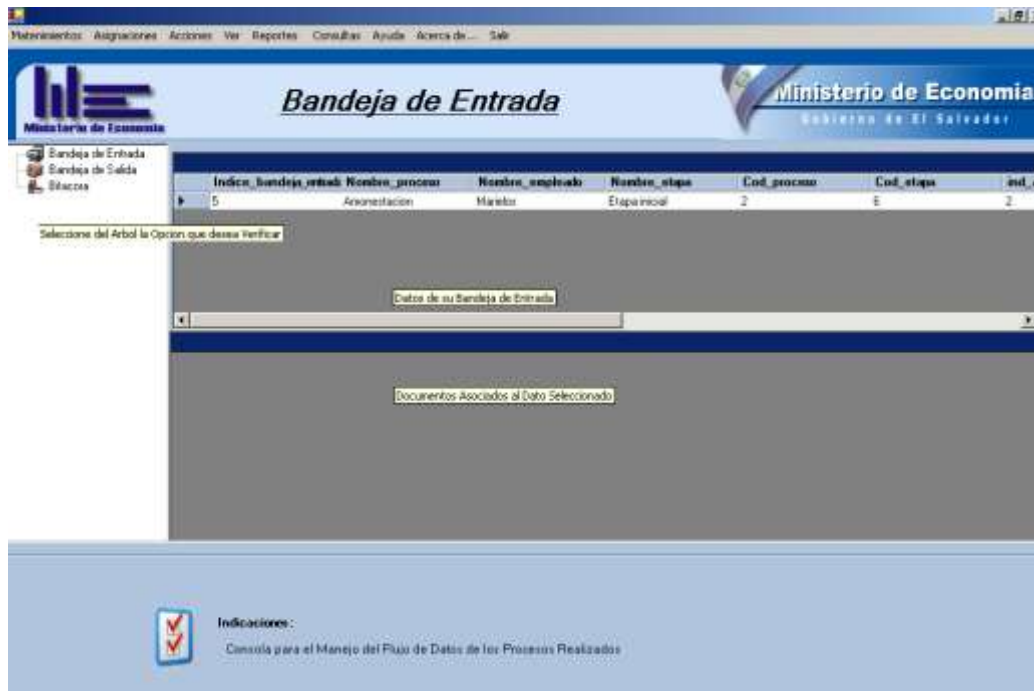 Matenimientos Asignaciones Acciones Ver Reportes Consultas Ayuda Acerca de ... Salir
Ministerio de Economia
Bandeja de Entrada
Ministerio de Economia
Gobierno de El Salvador
Bandeja de Entrada
Bandeja de Salida
Bitacora
Indice_bandeja_entrada Nombre_proceso Nombre_empleado Nombre_etapa Cod_proceso Cod_etapa ind_
5 Amonestacion Marielos Etapa inicial 2 6 2
Seleccione del Arbol la Opcion que desea Verificar
Datos de su Bandeja de Entrada
Documentos Asociados al Dato Seleccionado
Indicaciones :
Consola para el Manejo del Flujo de Datos de los Procesos Realizados